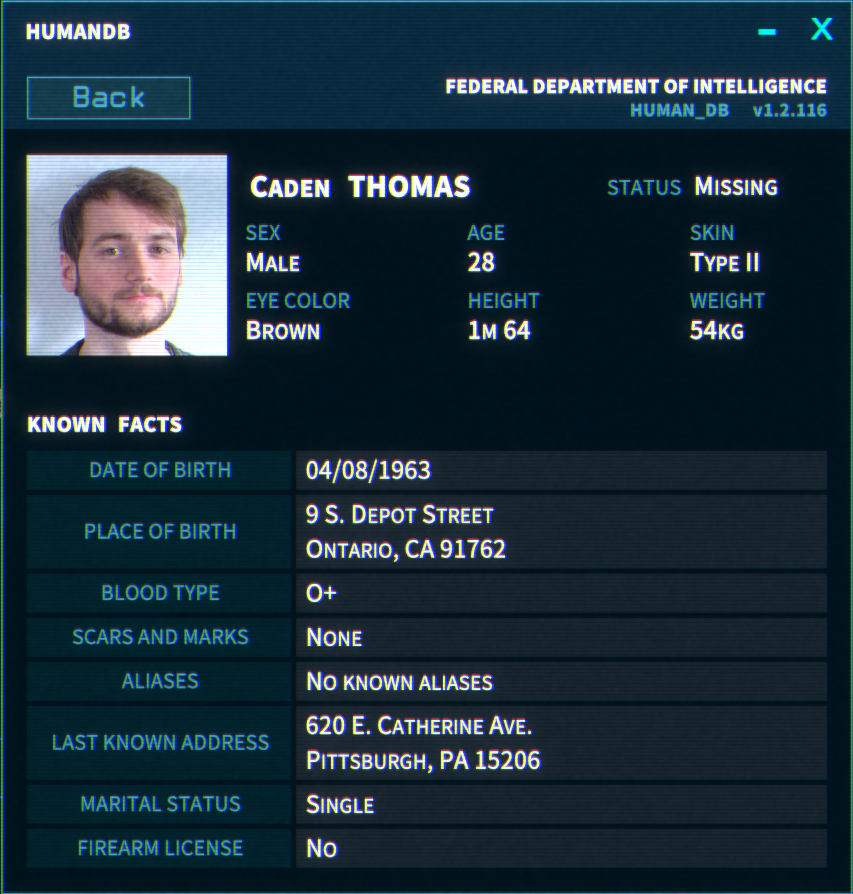 HUMANDB
– X
Back
FEDERAL DEPARTMENT OF INTELLIGENCE
HUMAN_DB v1.2.116
CADEN THOMAS
STATUS MISSING
SEX AGE SKIN
MALE 28 TYPE II
EYE COLOR HEIGHT WEIGHT
BROWN 1M 64 54KG
KNOWN FACTS
DATE OF BIRTH 04/08/1963
PLACE OF BIRTH 9 S. DEPOT STREET
ONTARIO, CA 91762
BLOOD TYPE O+
SCARS AND MARKS NONE
ALIASES NO KNOWN ALIASES
LAST KNOWN ADDRESS 620 E. CATHERINE AVE.
PITTSBURGH, PA 15206
MARITAL STATUS SINGLE
FIREARM LICENSE NO